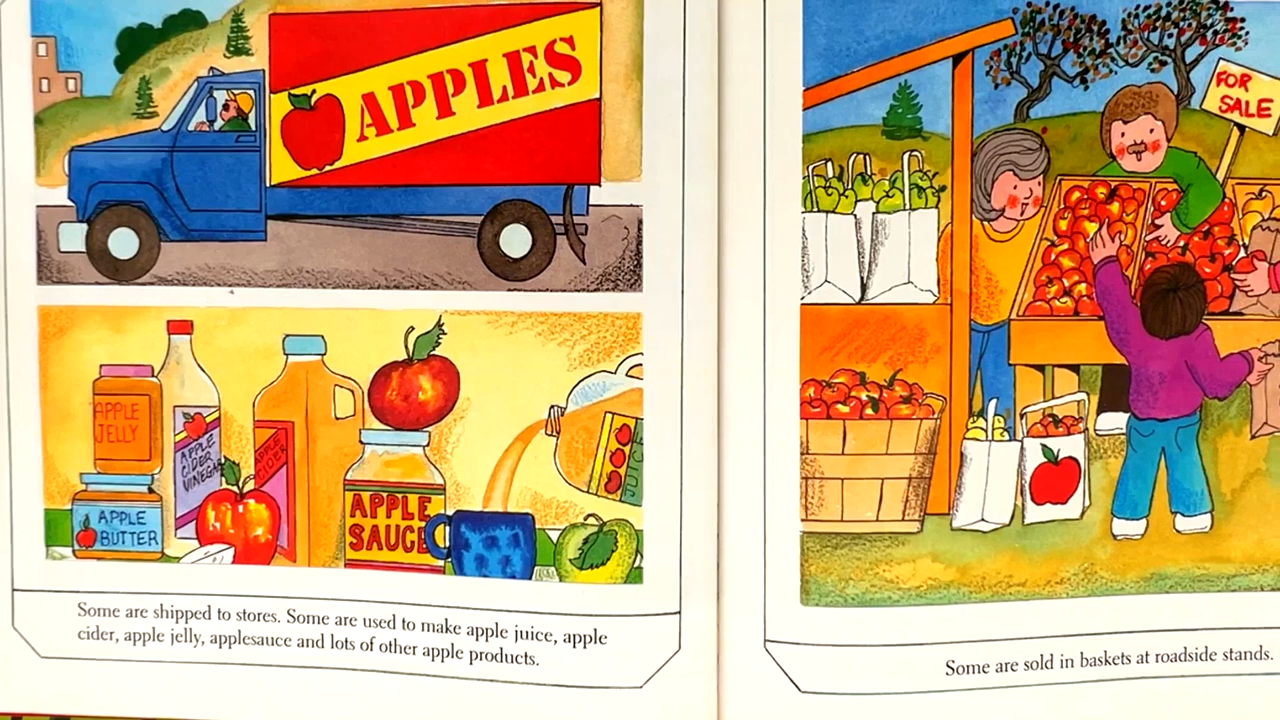 APPLES
APPLE
JELLY
APPLE
CIDER
VINEGAR
APPLE
CIDER
APPLE
BUTTER
APPLE
SAUCE
JUICE
Some are shipped to stores. Some are used to make apple juice, apple
cider, apple jelly, applesauce and lots of other apple products.
FOR
SALE
Some are sold in baskets at roadside stands.